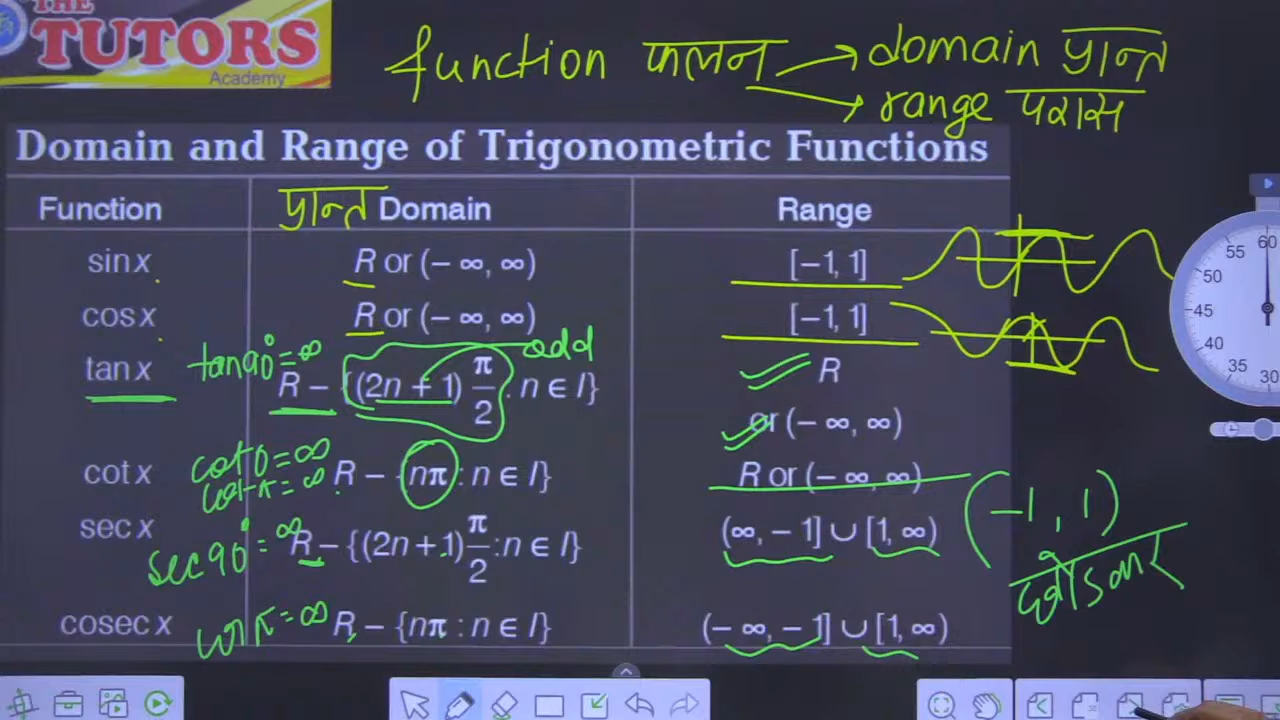 THE
TUTORS
Academy
function फलन → domain प्रान्त
→ range परास
Domain and Range of Trigonometric Functions
Function प्रान्त Domain Range
sin x R or (− ∞, ∞) [−1, 1]
cos x R or (− ∞, ∞) [−1, 1]
tan x tan90° = ∞ R − {(2n + 1) π/2 : n ∈ I} odd R
or (− ∞, ∞)
cot x cot 0 = ∞ R − {nπ : n ∈ I} R or (− ∞, ∞)
cot π = ∞
sec x sec 90° = ∞ R − {(2n + 1) π/2 : n ∈ I} (∞, − 1] ∪ [1, ∞) (−1, 1)
छोडकर
cosec x π = ∞ R − {nπ : n ∈ I} (− ∞, − 1] ∪ [1, ∞)
60
55
50
45
40
35
30